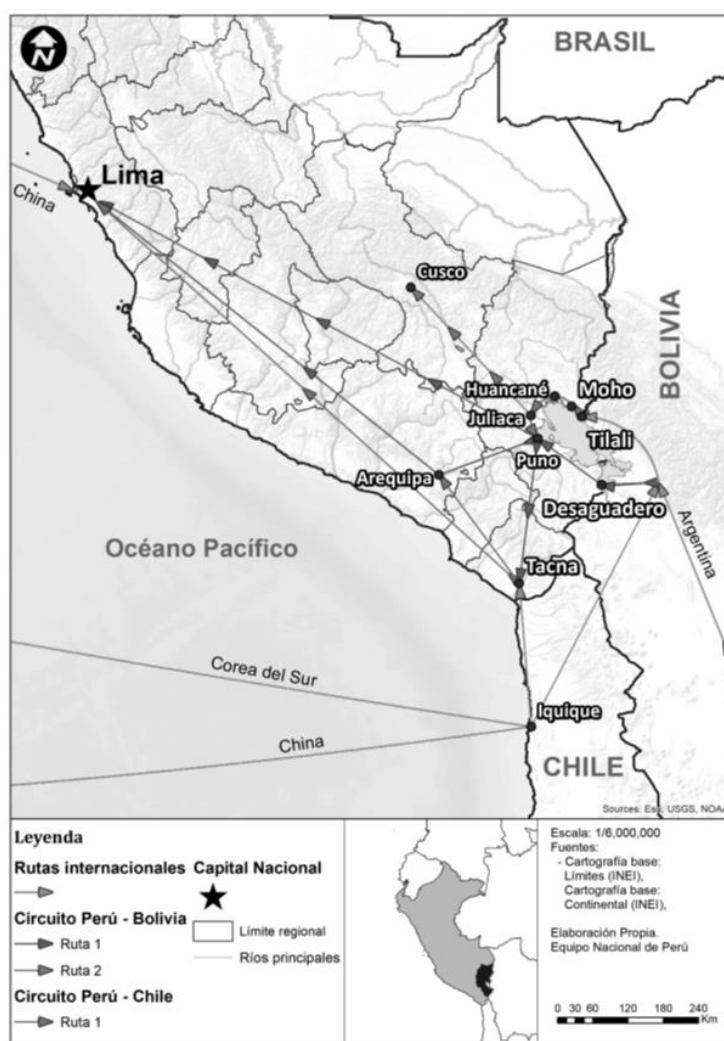 N
BRASIL
Lima
China
Cusco
BOLIVIA
Huancané
Moho
Juliaca
Tilali
Puno
Arequipa
Desaguadero
Argentina
Océano Pacífico
Tacna
Corea del Sur
Iquique
China
CHILE
Sources: Esri, USGS, NOAA
Leyenda
Rutas internacionales
Capital Nacional
Circuito Perú - Bolivia
Límite regional
Ruta 1
Ríos principales
Ruta 2
Circuito Perú - Chile
Ruta 1
Escala: 1/6,000,000
Fuentes:
- Cartografía base:
Límites (INEI),
Cartografía base:
Continental (INEI),
Elaboración Propia.
Equipo Nacional de Perú
0 30 60 120 180 240
Km